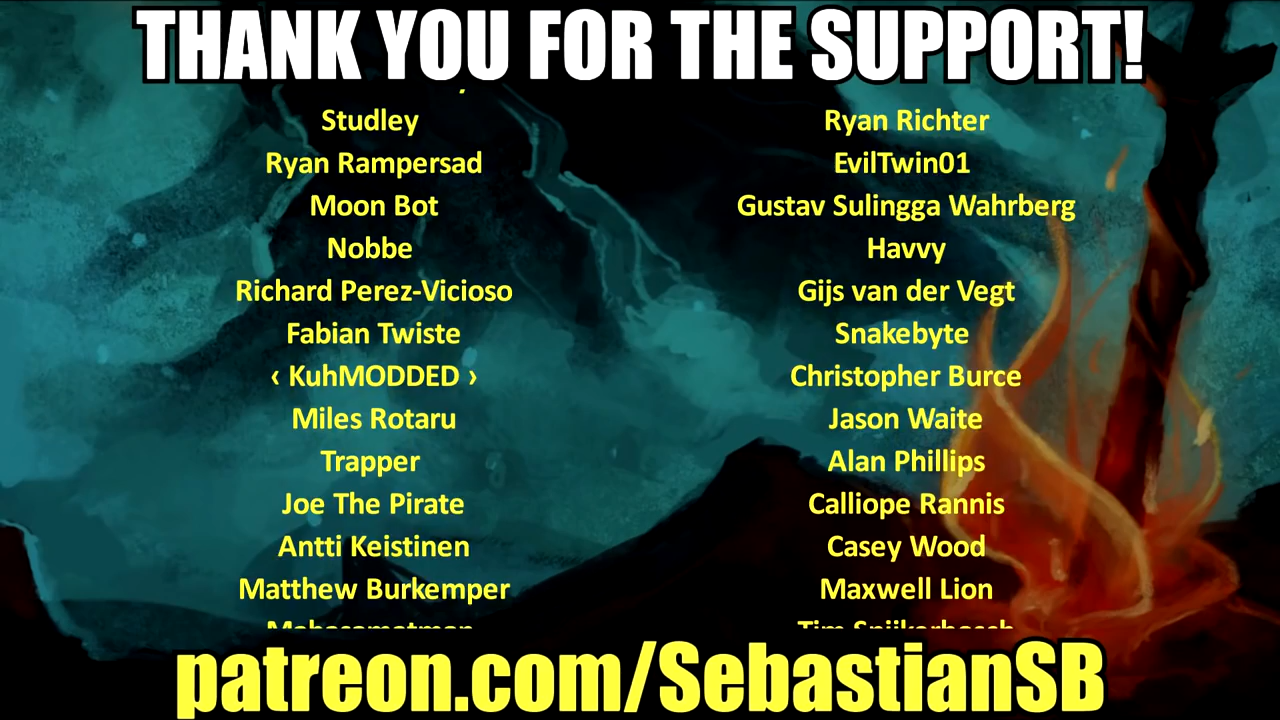 THANK YOU FOR THE SUPPORT!
Studley
Ryan Rampersad
Moon Bot
Nobbe
Richard Perez-Vicioso
Fabian Twiste
‹ KuhMODDED ›
Miles Rotaru
Trapper
Joe The Pirate
Antti Keistinen
Matthew Burkemper
Ryan Richter
EvilTwin01
Gustav Sulingga Wahrberg
Havvy
Gijs van der Vegt
Snakebyte
Christopher Burce
Jason Waite
Alan Phillips
Calliope Rannis
Casey Wood
Maxwell Lion
patreon.com/SebastianSB